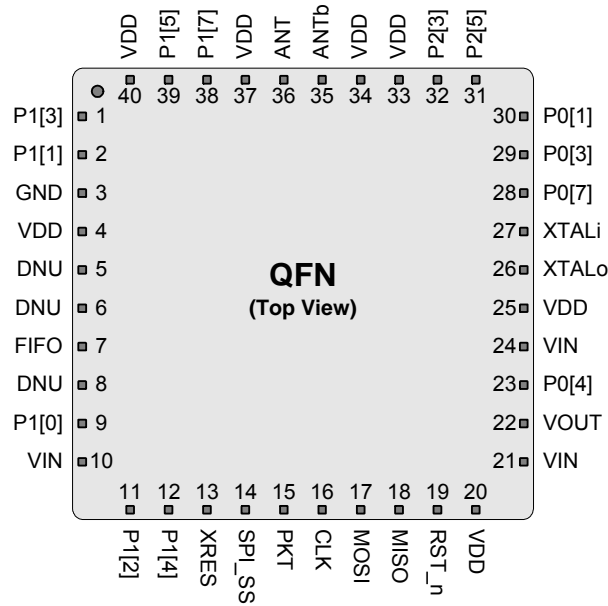 VDD P1[5] P1[7] VDD ANT ANTb VDD VDD P2[3] P2[5]
40 39 38 37 36 35 34 33 32 31
P1[3] 1 30 P0[1]
P1[1] 2 29 P0[3]
GND 3 28 P0[7]
VDD 4 27 XTALi
DNU 5 26 XTALo
QFN
(Top View)
DNU 6 25 VDD
FIFO 7 24 VIN
DNU 8 23 P0[4]
P1[0] 9 22 VOUT
VIN 10 21 VIN
11 12 13 14 15 16 17 18 19 20
P1[2] P1[4] XRES SPI_SS PKT CLK MOSI MISO RST_n VDD